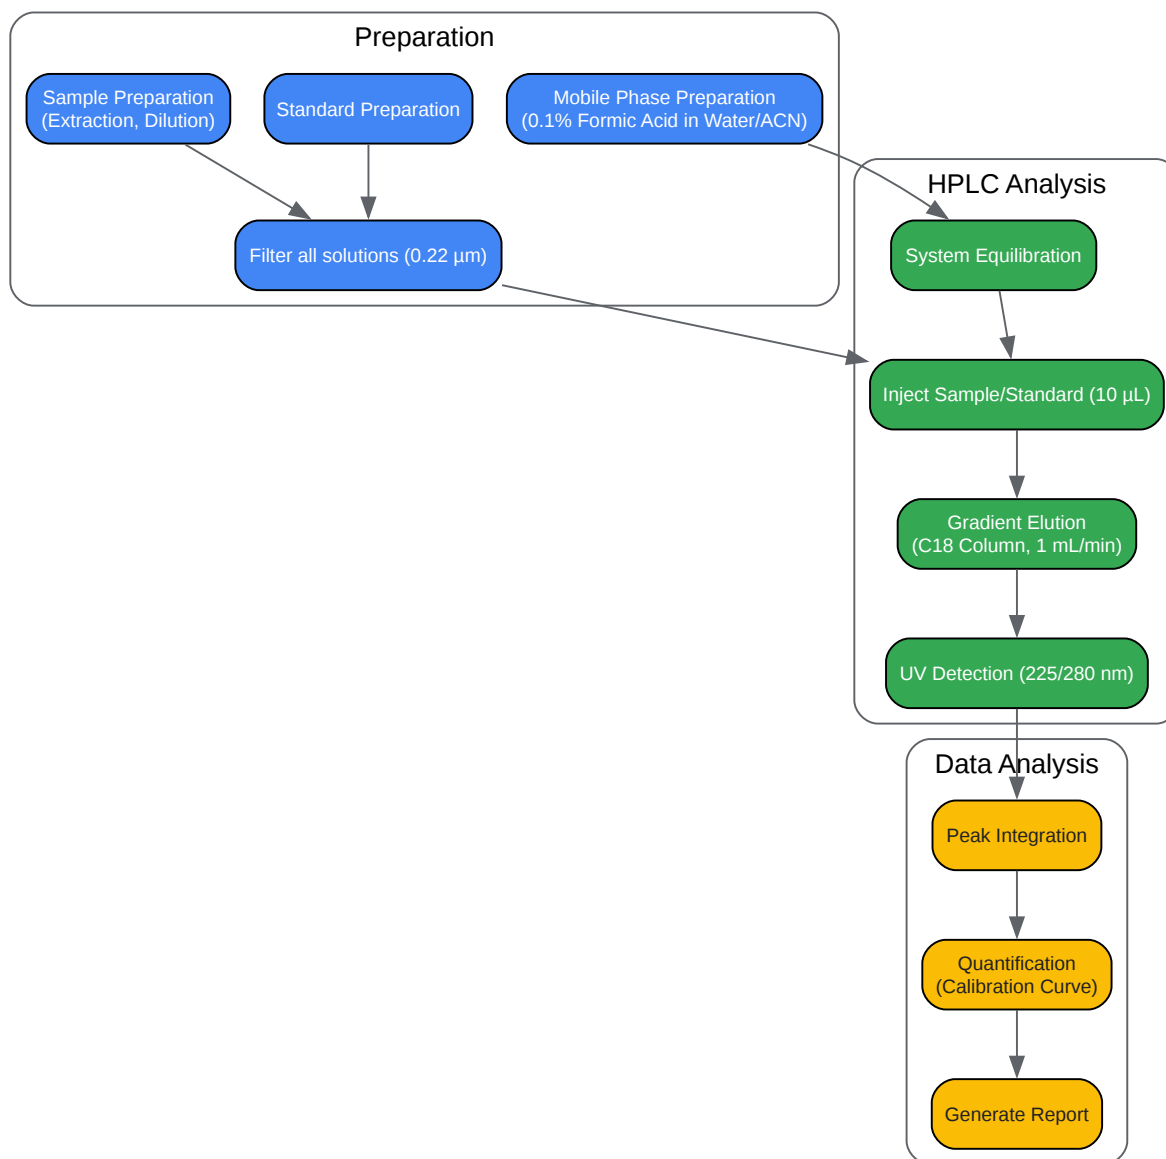 Preparation
Sample Preparation
(Extraction, Dilution)
Standard Preparation
Mobile Phase Preparation
(0.1% Formic Acid in Water/ACN)
Filter all solutions (0.22 µm)
HPLC Analysis
System Equilibration
Inject Sample/Standard (10 µL)
Gradient Elution
(C18 Column, 1 mL/min)
UV Detection (225/280 nm)
Data Analysis
Peak Integration
Quantification
(Calibration Curve)
Generate Report